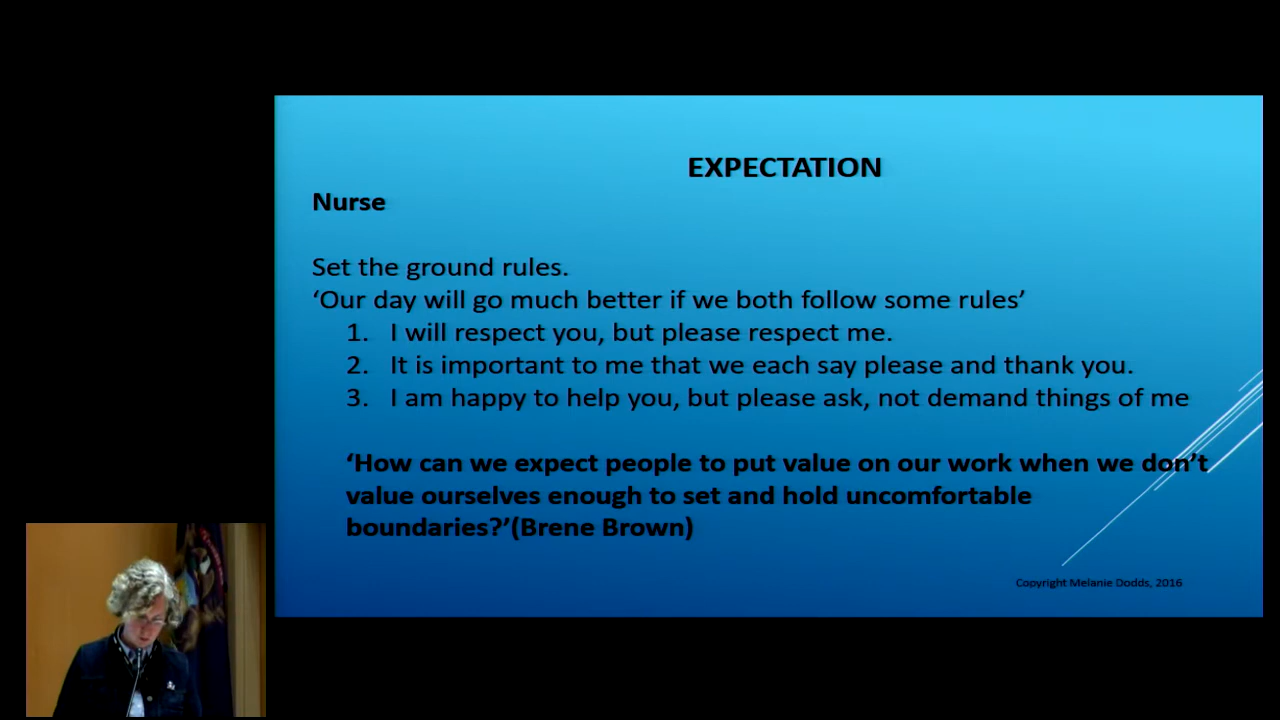 EXPECTATION
Nurse
Set the ground rules.
‘Our day will go much better if we both follow some rules’
1. I will respect you, but please respect me.
2. It is important to me that we each say please and thank you.
3. I am happy to help you, but please ask, not demand things of me
‘How can we expect people to put value on our work when we don’t
value ourselves enough to set and hold uncomfortable
boundaries?’(Brene Brown)
Copyright Melanie Dodds, 2016